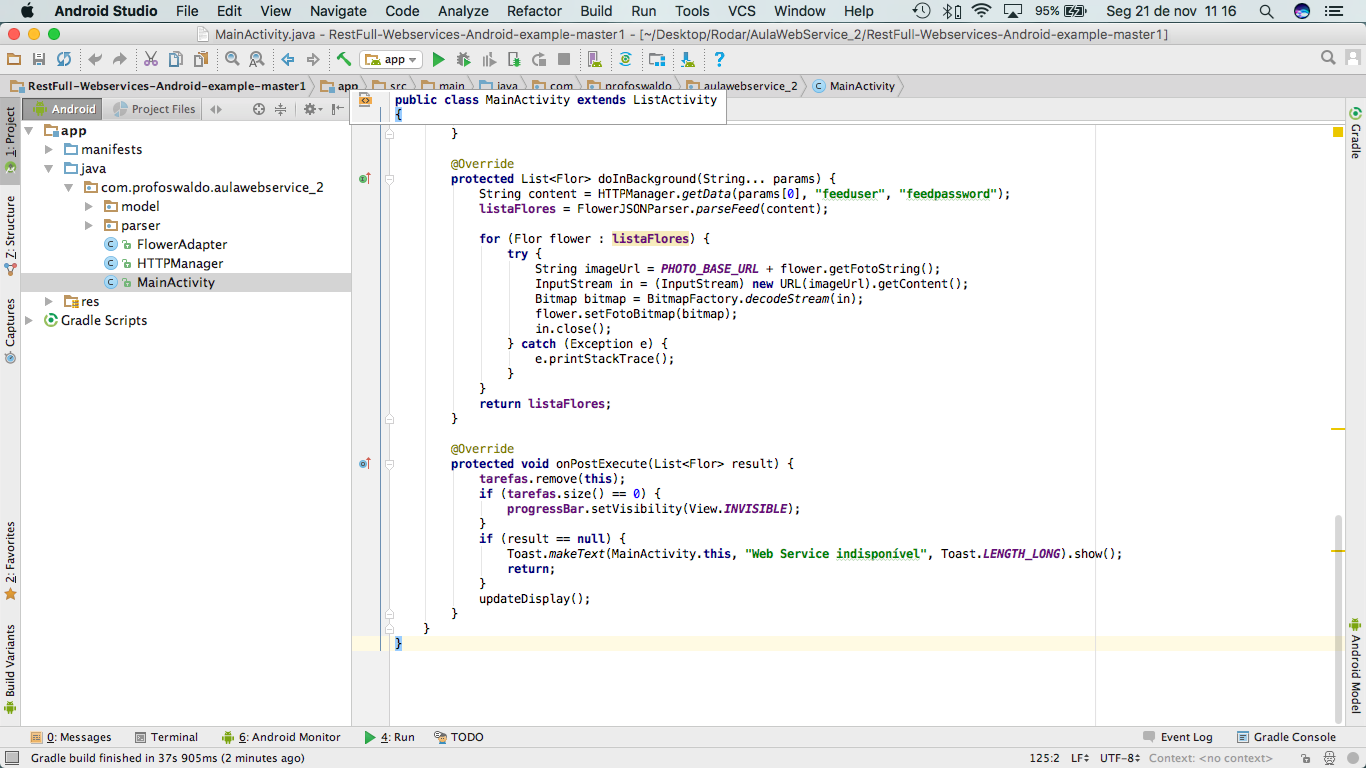 Android Studio File Edit View Navigate Code Analyze Refactor Build Run Tools VCS Window Help 95% Seg 21 de nov 11 16
MainActivity.java - RestFull-Webservices-Android-example-master1 - [~/Desktop/Rodar/AulaWebService_2/RestFull-Webservices-Android-example-master1]
app
RestFull-Webservices-Android-example-master1 app src main java com profoswaldo aulawebservice_2 MainActivity
Android Project Files
public class MainActivity extends ListActivity
{
1: Project
Z: Structure
Captures
2: Favorites
Build Variants
app
manifests
java
com.profoswaldo.aulawebservice_2
model
parser
FlowerAdapter
HTTPManager
MainActivity
res
Gradle Scripts
}
@Override
protected List<Flor> doInBackground(String... params) {
String content = HTTPManager.getData(params[0], "feeduser", "feedpassword");
listaFlores = FlowerJSONParser.parseFeed(content);
for (Flor flower : listaFlores) {
try {
String imageUrl = PHOTO_BASE_URL + flower.getFotoString();
InputStream in = (InputStream) new URL(imageUrl).getContent();
Bitmap bitmap = BitmapFactory.decodeStream(in);
flower.setFotoBitmap(bitmap);
in.close();
} catch (Exception e) {
e.printStackTrace();
}
}
return listaFlores;
}
@Override
protected void onPostExecute(List<Flor> result) {
tarefas.remove(this);
if (tarefas.size() == 0) {
progressBar.setVisibility(View.INVISIBLE);
}
if (result == null) {
Toast.makeText(MainActivity.this, "Web Service indisponível", Toast.LENGTH_LONG).show();
return;
}
updateDisplay();
}
}
}
Gradle
Android Model
0: Messages Terminal 6: Android Monitor 4: Run TODO Event Log Gradle Console
Gradle build finished in 37s 905ms (2 minutes ago) 125:2 LF UTF-8 Context: <no context>